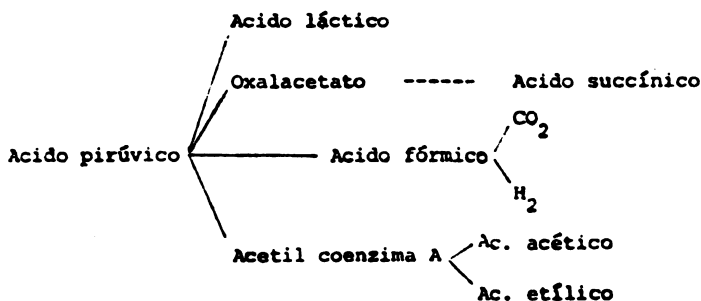 Acido láctico
Oxalacetato ------ Acido succínico
CO2
Acido pirúvico Acido fórmico
H2
Ac. acético
Acetil coenzima A
Ac. etílico